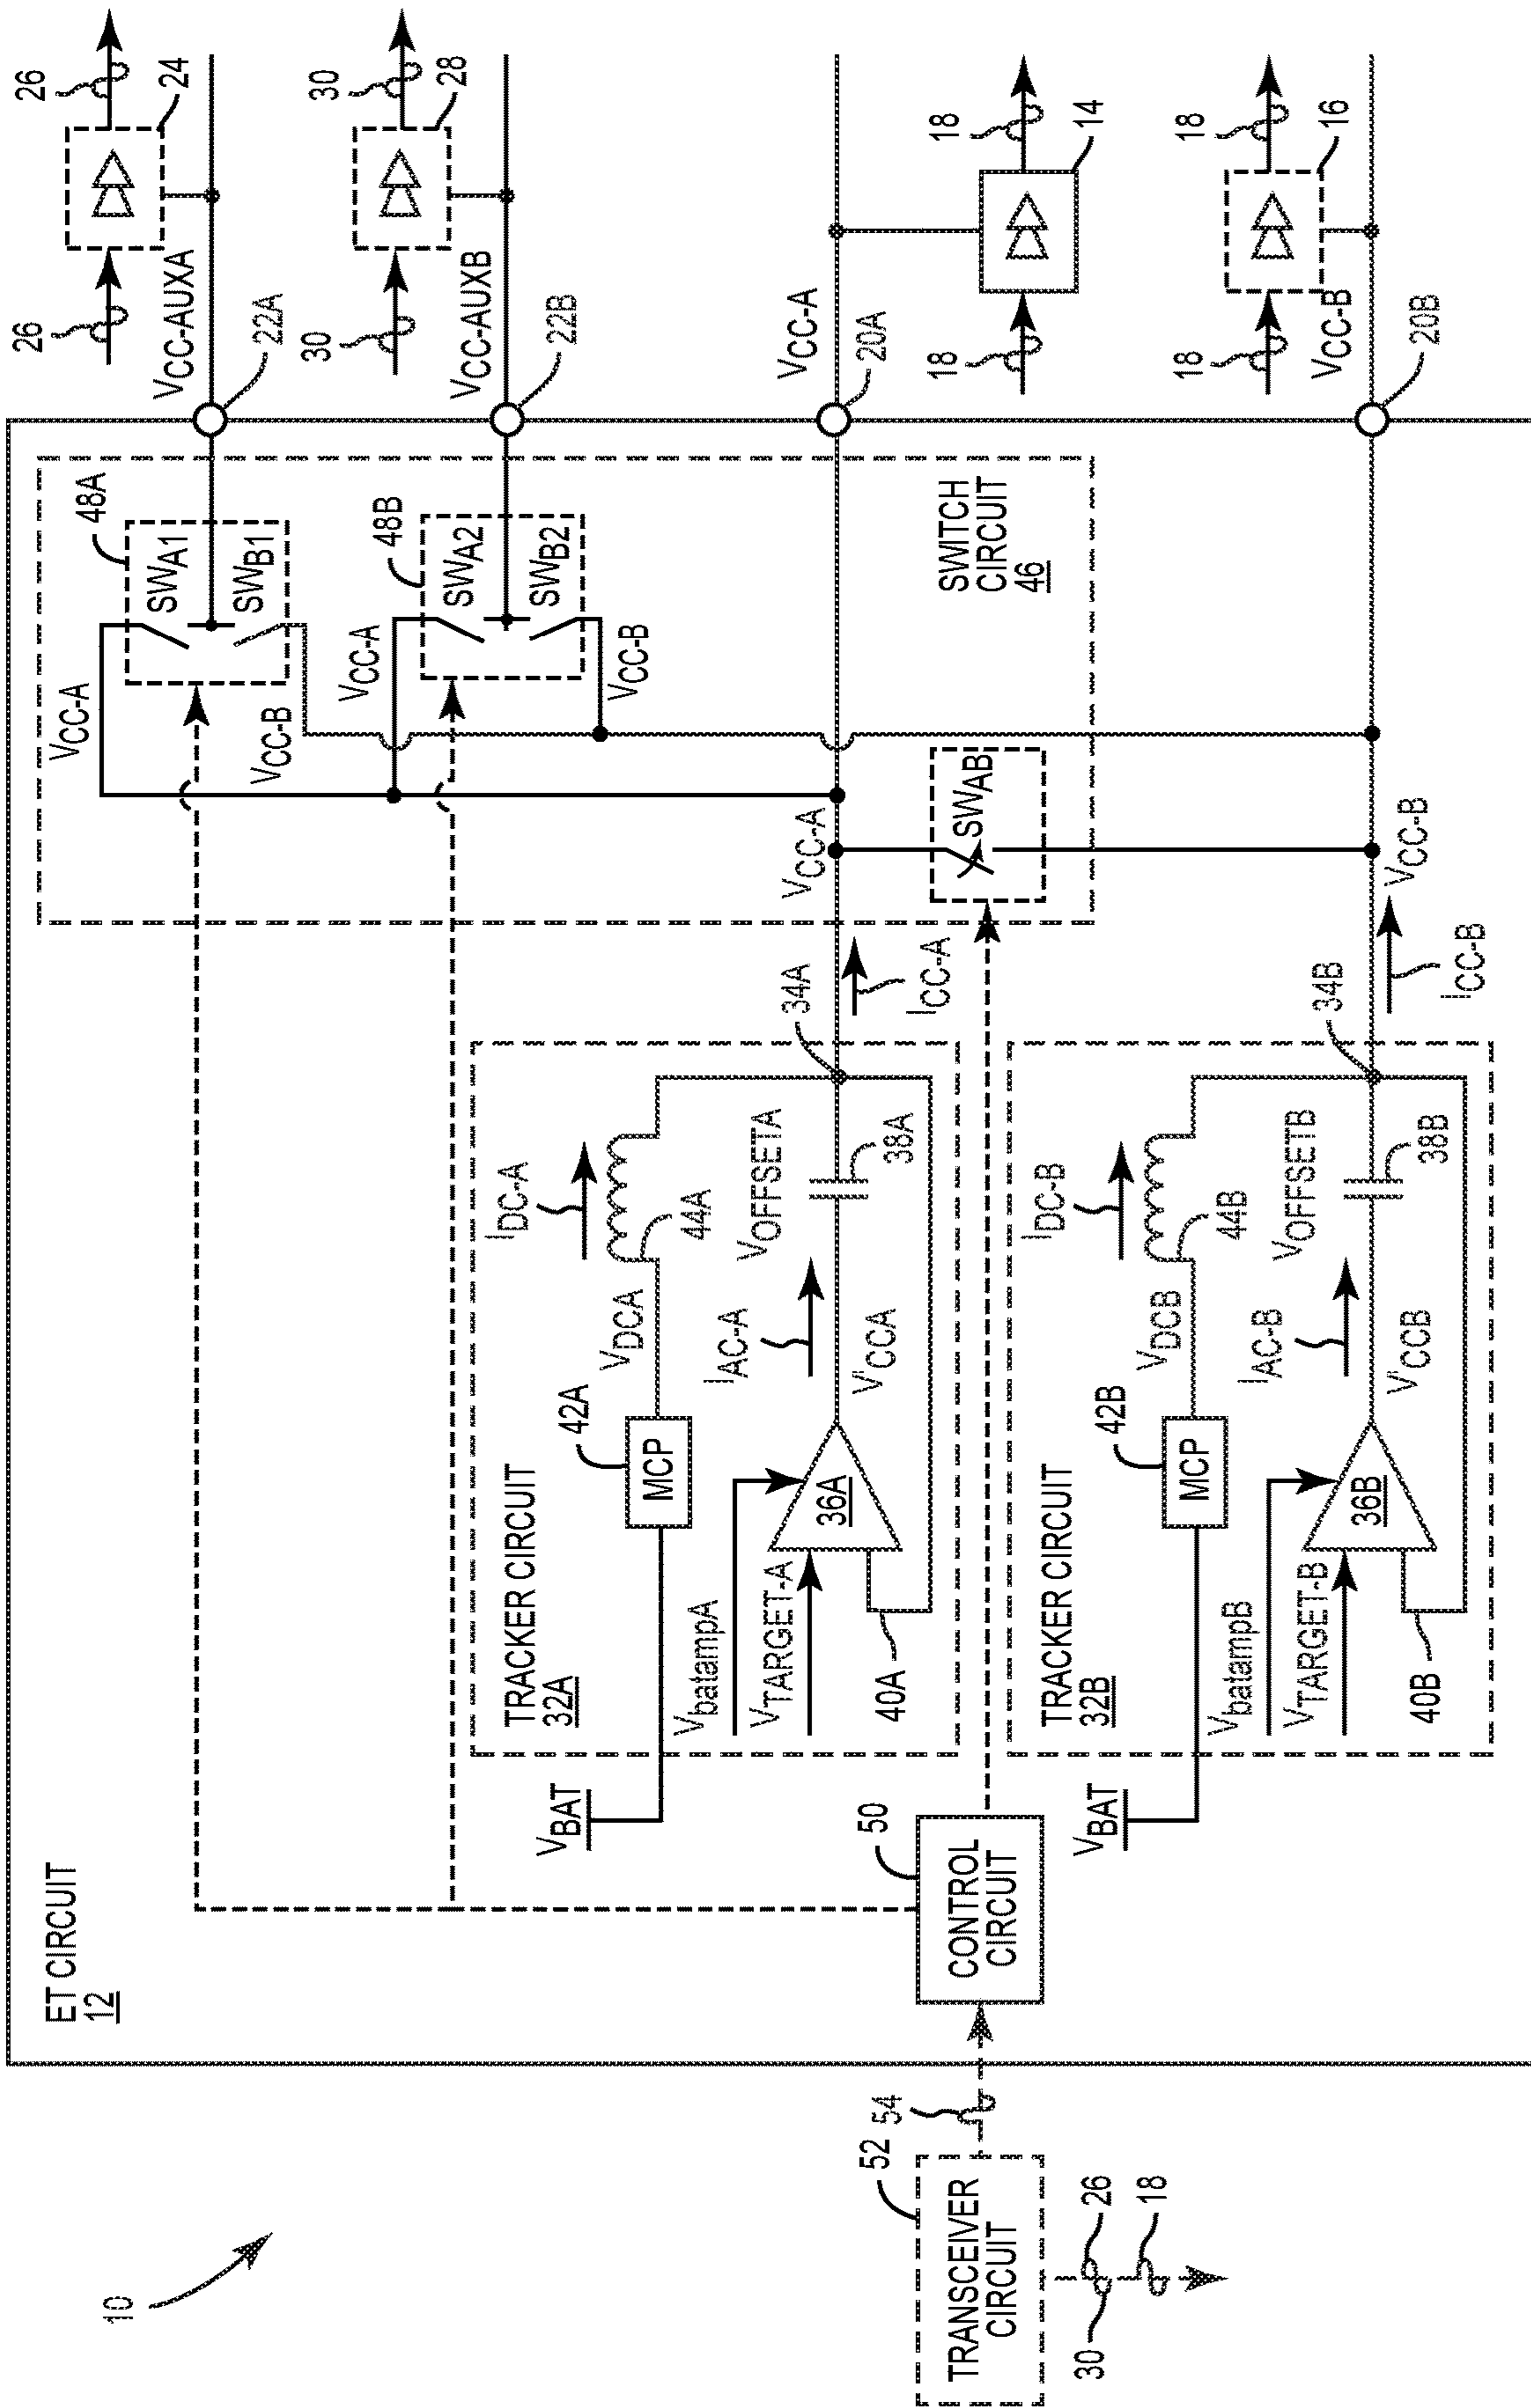 10
ET CIRCUIT
12
TRANSCEIVER
CIRCUIT
52
54
26
18
30
CONTROL
CIRCUIT
50
VBAT
TRACKER CIRCUIT
32A
42A
MCP
VDCA
44A
IDC-A
VbatampA
VTARGET-A
36A
40A
IAC-A
V'CCA
VOFFSETA
38A
34A
ICC-A
VBAT
TRACKER CIRCUIT
32B
42B
MCP
VDCB
44B
IDC-B
VbatampB
VTARGET-B
36B
40B
IAC-B
V'CCB
VOFFSETB
38B
34B
ICC-B
VCC-A
VCC-B
48A
SWA1
SWB1
VCC-A
VCC-B
48B
SWA2
SWB2
VCC-A
SWAB
VCC-B
SWITCH
CIRCUIT
46
26
26
24
VCC-AUXA
22A
30
30
28
VCC-AUXB
22B
VCC-A
20A
18
18
14
18
18
16
VCC-B
20B